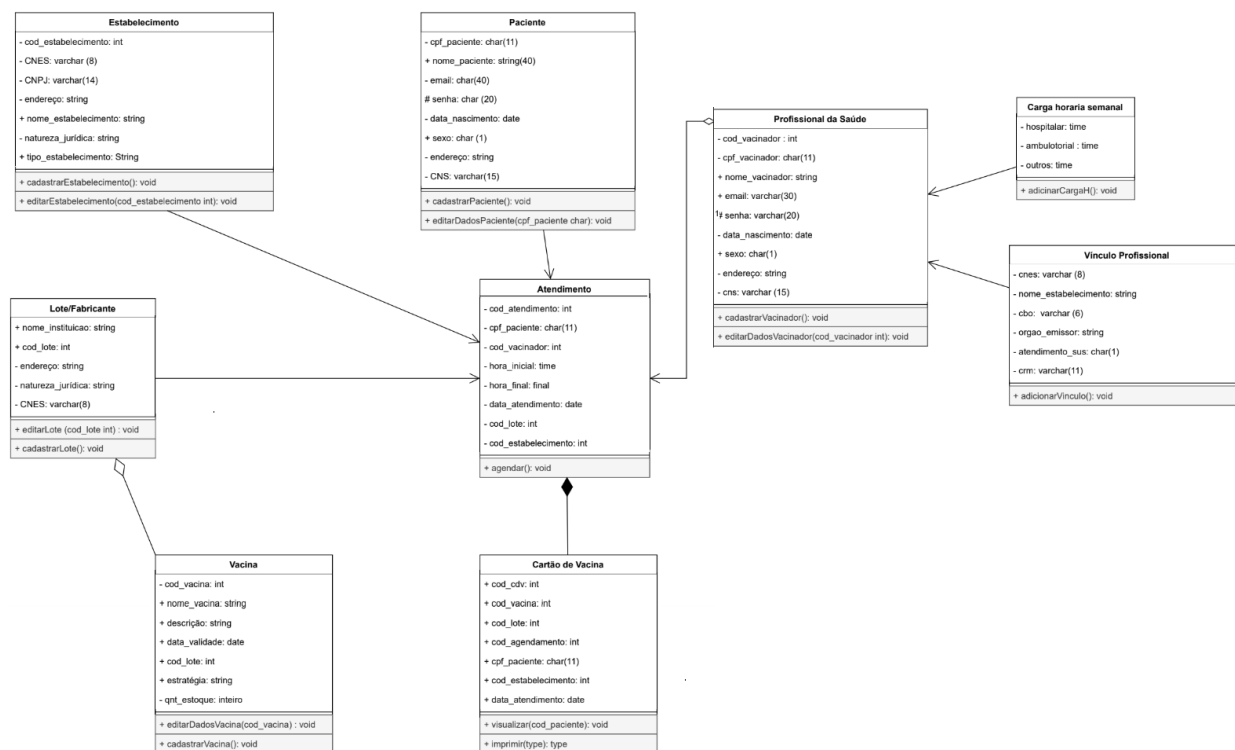 Estabelecimento
- cod_estabelecimento: int
- CNES: varchar (8)
- CNPJ: varchar(14)
- endereço: string
+ nome_estabelecimento: string
- natureza_jurídica: string
+ tipo_estabelecimento: String
+ cadastrarEstabelecimento(): void
+ editarEstabelecimento(cod_estabelecimento int): void
Paciente
- cpf_paciente: char(11)
+ nome_paciente: string(40)
- email: char(40)
# senha: char (20)
- data_nascimento: date
+ sexo: char (1)
- endereço: string
- CNS: varchar(15)
+ cadastrarPaciente(): void
+ editarDadosPaciente(cpf_paciente char): void
Profissional da Saúde
- cod_vacinador : int
- cpf_vacinador: char(11)
+ nome_vacinador: string
+ email: varchar(30)
# senha: varchar(20)
- data_nascimento: date
+ sexo: char(1)
- endereço: string
- cns: varchar (15)
+ cadastrarVacinador(): void
+ editarDadosVacinador(cod_vacinador int): void
Carga horaria semanal
- hospitalar: time
- ambulotorial : time
- outros: time
+ adicinarCargaH(): void
Vínculo Profissional
- cnes: varchar (8)
- nome_estabelecimento: string
- cbo: varchar (6)
- orgao_emissor: string
- atendimento_sus: char(1)
- crm: varchar(11)
+ adicionarVinculo(): void
Lote/Fabricante
+ nome_instituicao: string
+ cod_lote: int
- endereço: string
- natureza_jurídica: string
- CNES: varchar(8)
+ editarLote (cod_lote int) : void
+ cadastrarLote(): void
Atendimento
- cod_atendimento: int
- cpf_paciente: char(11)
- cod_vacinador: int
- hora_inicial: time
- hora_final: final
- data_atendimento: date
- cod_lote: int
- cod_estabelecimento: int
+ agendar(): void
Vacina
- cod_vacina: int
+ nome_vacina: string
+ descrição: string
+ data_validade: date
+ cod_lote: int
+ estratégia: string
- qnt_estoque: inteiro
+ editarDadosVacina(cod_vacina) : void
+ cadastrarVacina(): void
Cartão de Vacina
+ cod_cdv: int
+ cod_vacina: int
+ cod_lote: int
+ cod_agendamento: int
+ cpf_paciente: char(11)
+ cod_estabelecimento: int
+ data_atendimento: date
+ visualizar(cod_paciente): void
+ imprimir(type): type